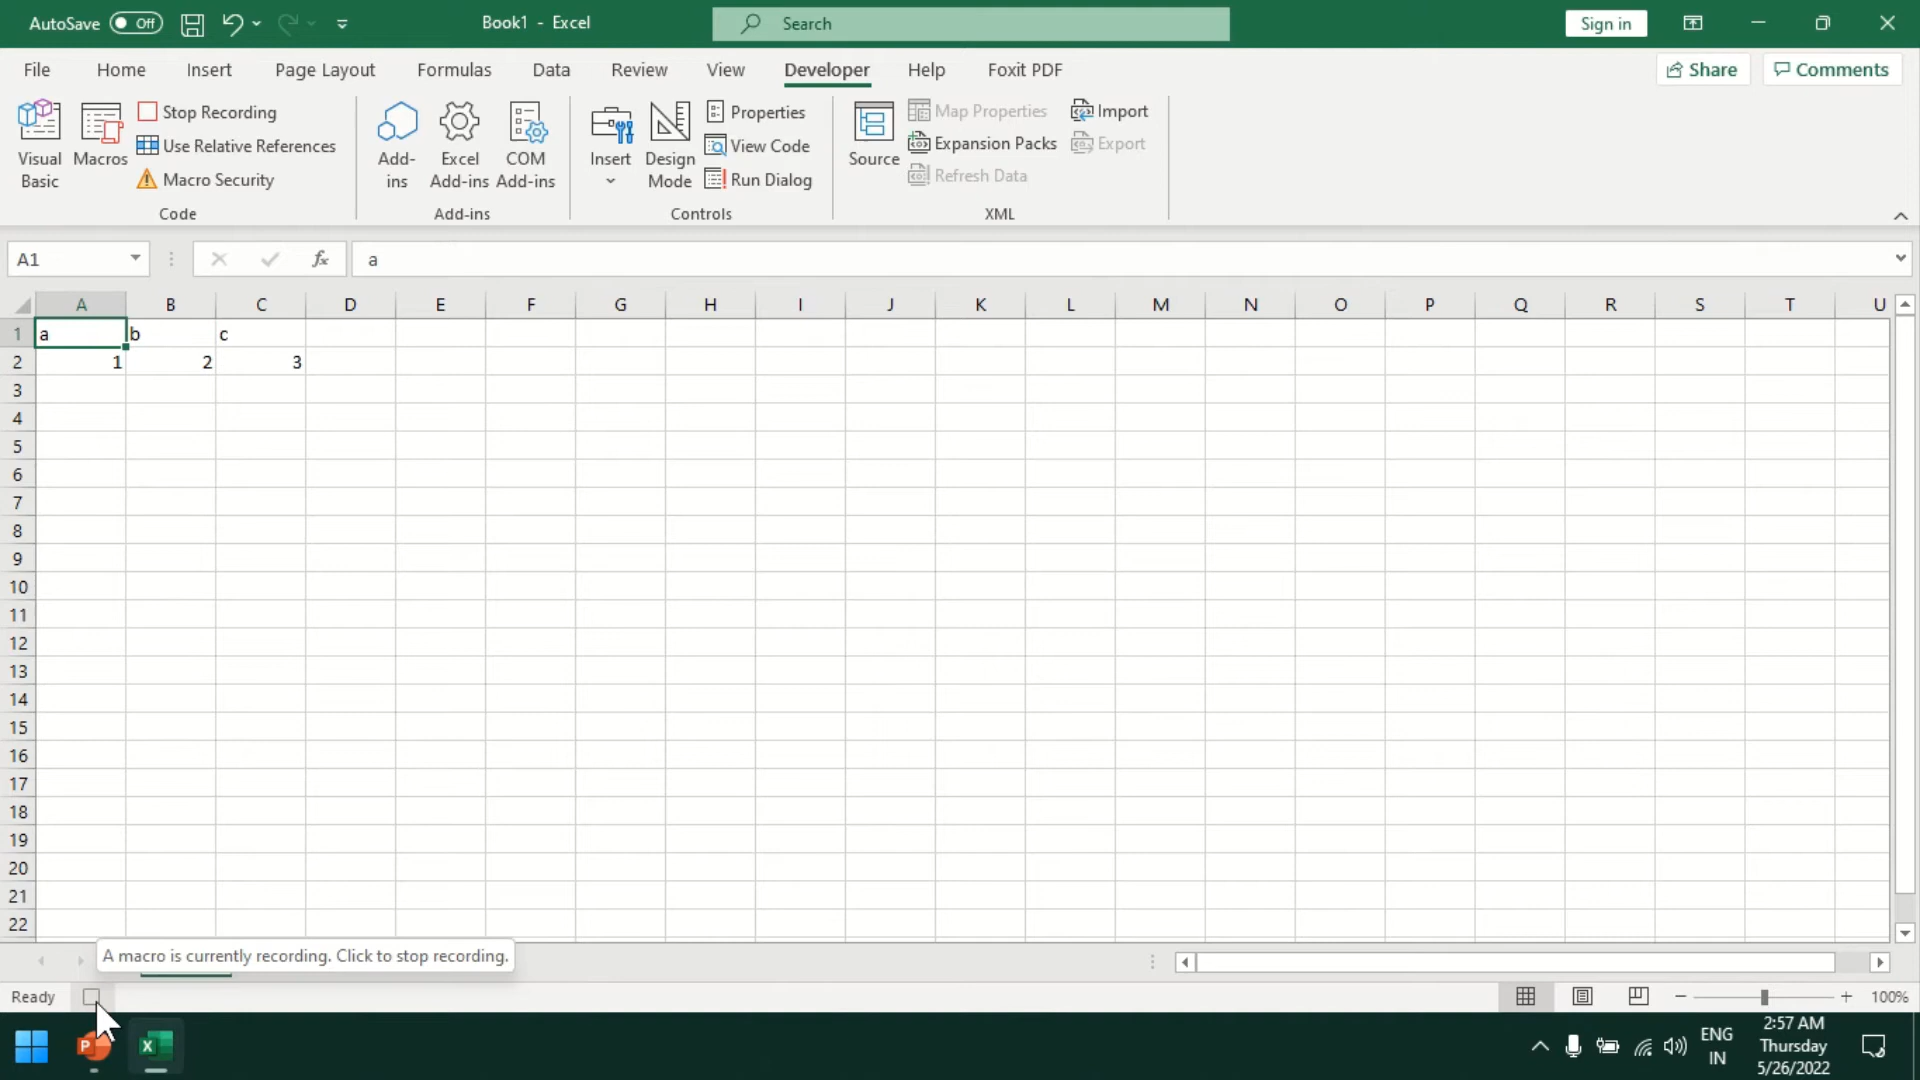 AutoSave Off
Book1 - Excel
Search
Sign in
File Home Insert Page Layout Formulas Data Review View Developer Help Foxit PDF
Share Comments
Visual Basic
Macros
Stop Recording
Use Relative References
Macro Security
Code
Add-ins
Excel Add-ins
COM Add-ins
Add-ins
Insert
Design Mode
Properties
View Code
Run Dialog
Controls
Source
Map Properties
Expansion Packs
Refresh Data
Import
Export
XML
A1
fx
a
A B C D E F G H I J K L M N O P Q R S T U
1 a b c
2 1 2 3
3
4
5
6
7
8
9
10
11
12
13
14
15
16
17
18
19
20
21
22
A macro is currently recording. Click to stop recording.
Ready
100%
P
X
ENG
IN
2:57 AM
Thursday
5/26/2022